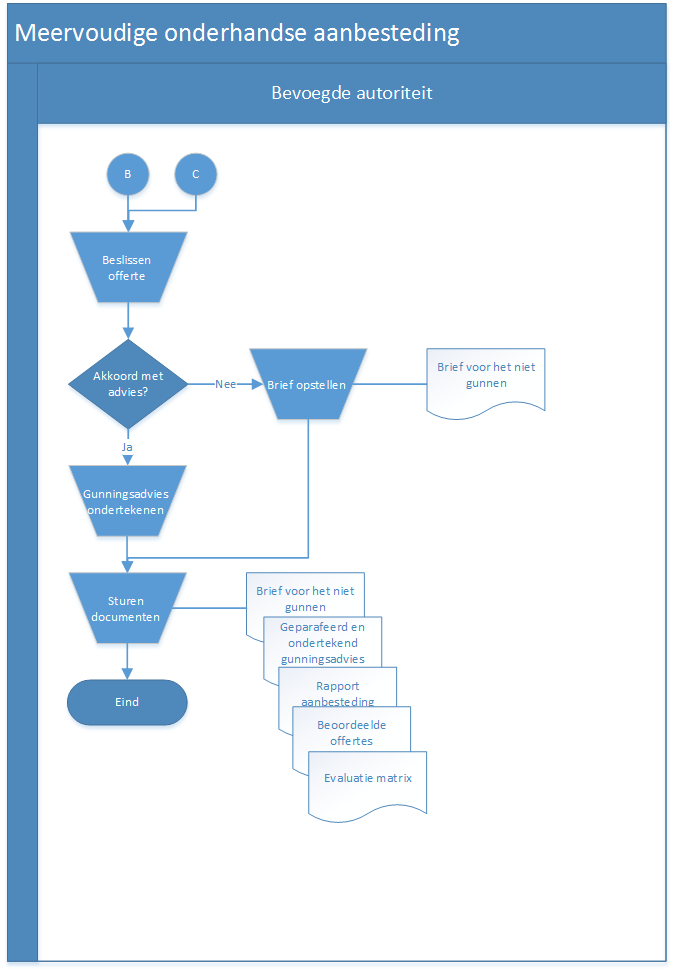 Meervoudige onderhandse aanbesteding
Bevoegde autoriteit
B
C
Beslissen
offerte
Akkoord met
advies?
Nee
Brief opstellen
Brief voor het niet
gunnen
Ja
Gunningsadvies
ondertekenen
Sturen
documenten
Brief voor het niet
gunnen
Geparafeerd en
ondertekend
gunningsadvies
Rapport
aanbesteding
Beoordeelde
offertes
Evaluatie matrix
Eind